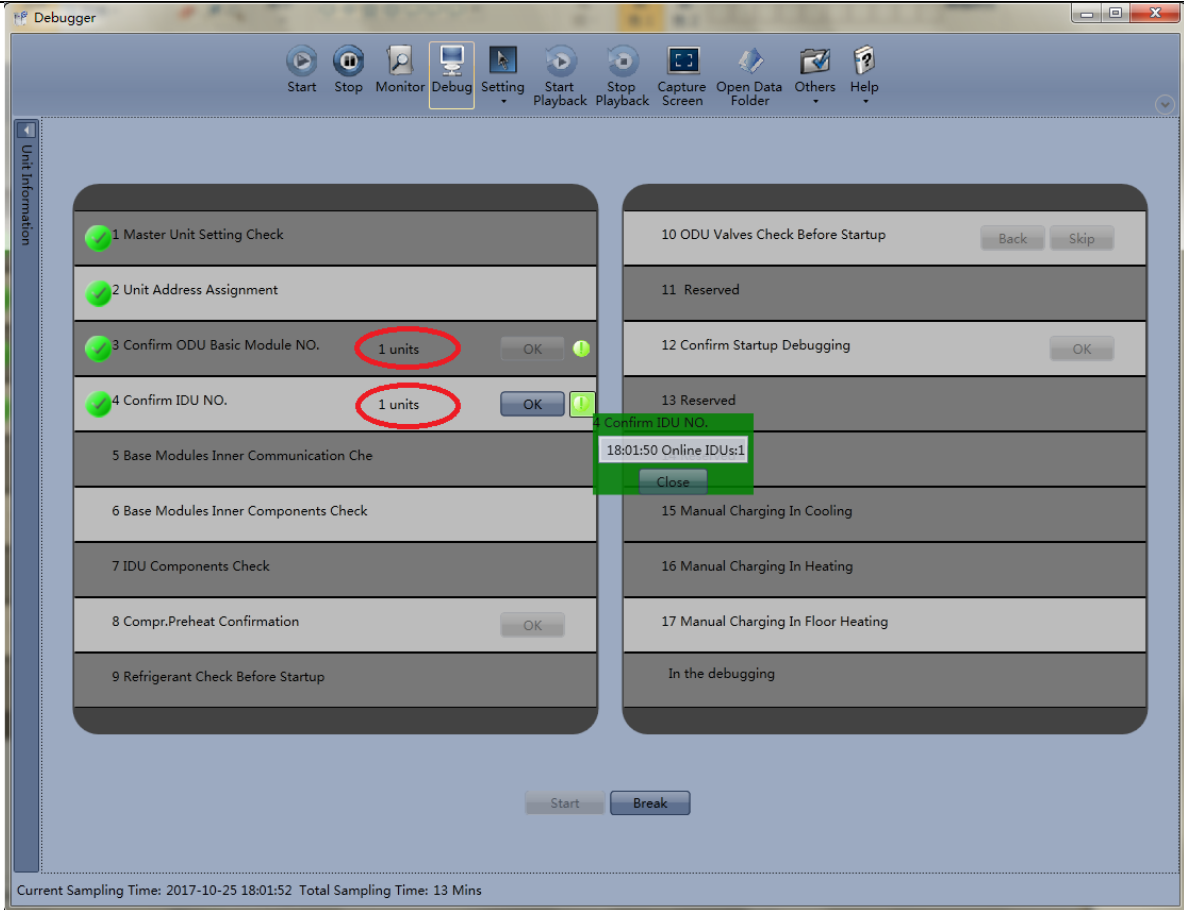 Debugger
Start Stop Monitor Debug Setting Start Playback Stop Playback Capture Screen Open Data Folder Others Help
Unit Information
1 Master Unit Setting Check
2 Unit Address Assignment
3 Confirm ODU Basic Module NO. 1 units OK
4 Confirm IDU NO. 1 units OK
5 Base Modules Inner Communication Che
6 Base Modules Inner Components Check
7 IDU Components Check
8 Compr.Preheat Confirmation OK
9 Refrigerant Check Before Startup
10 ODU Valves Check Before Startup Back Skip
11 Reserved
12 Confirm Startup Debugging OK
13 Reserved
4 Confirm IDU NO.
18:01:50 Online IDUs:1
Close
15 Manual Charging In Cooling
16 Manual Charging In Heating
17 Manual Charging In Floor Heating
In the debugging
Start Break
Current Sampling Time: 2017-10-25 18:01:52 Total Sampling Time: 13 Mins